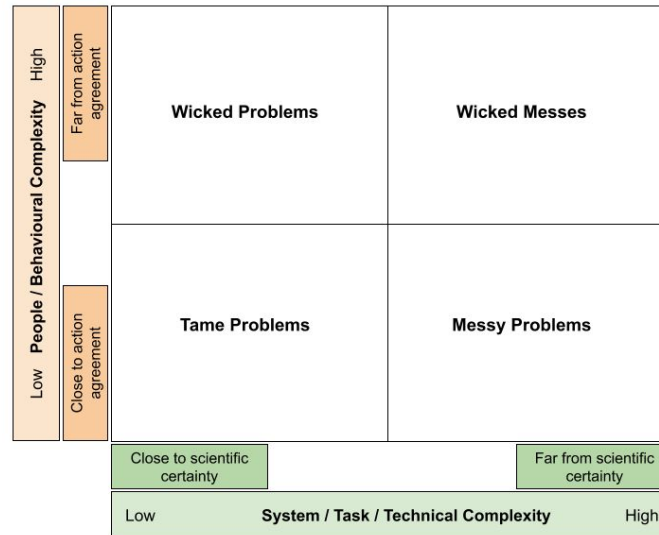 High
People / Behavioural Complexity
Low
Far from action
agreement
Close to action
agreement
Wicked Problems
Wicked Messes
Tame Problems
Messy Problems
Close to scientific
certainty
Far from scientific
certainty
Low
System / Task / Technical Complexity
High